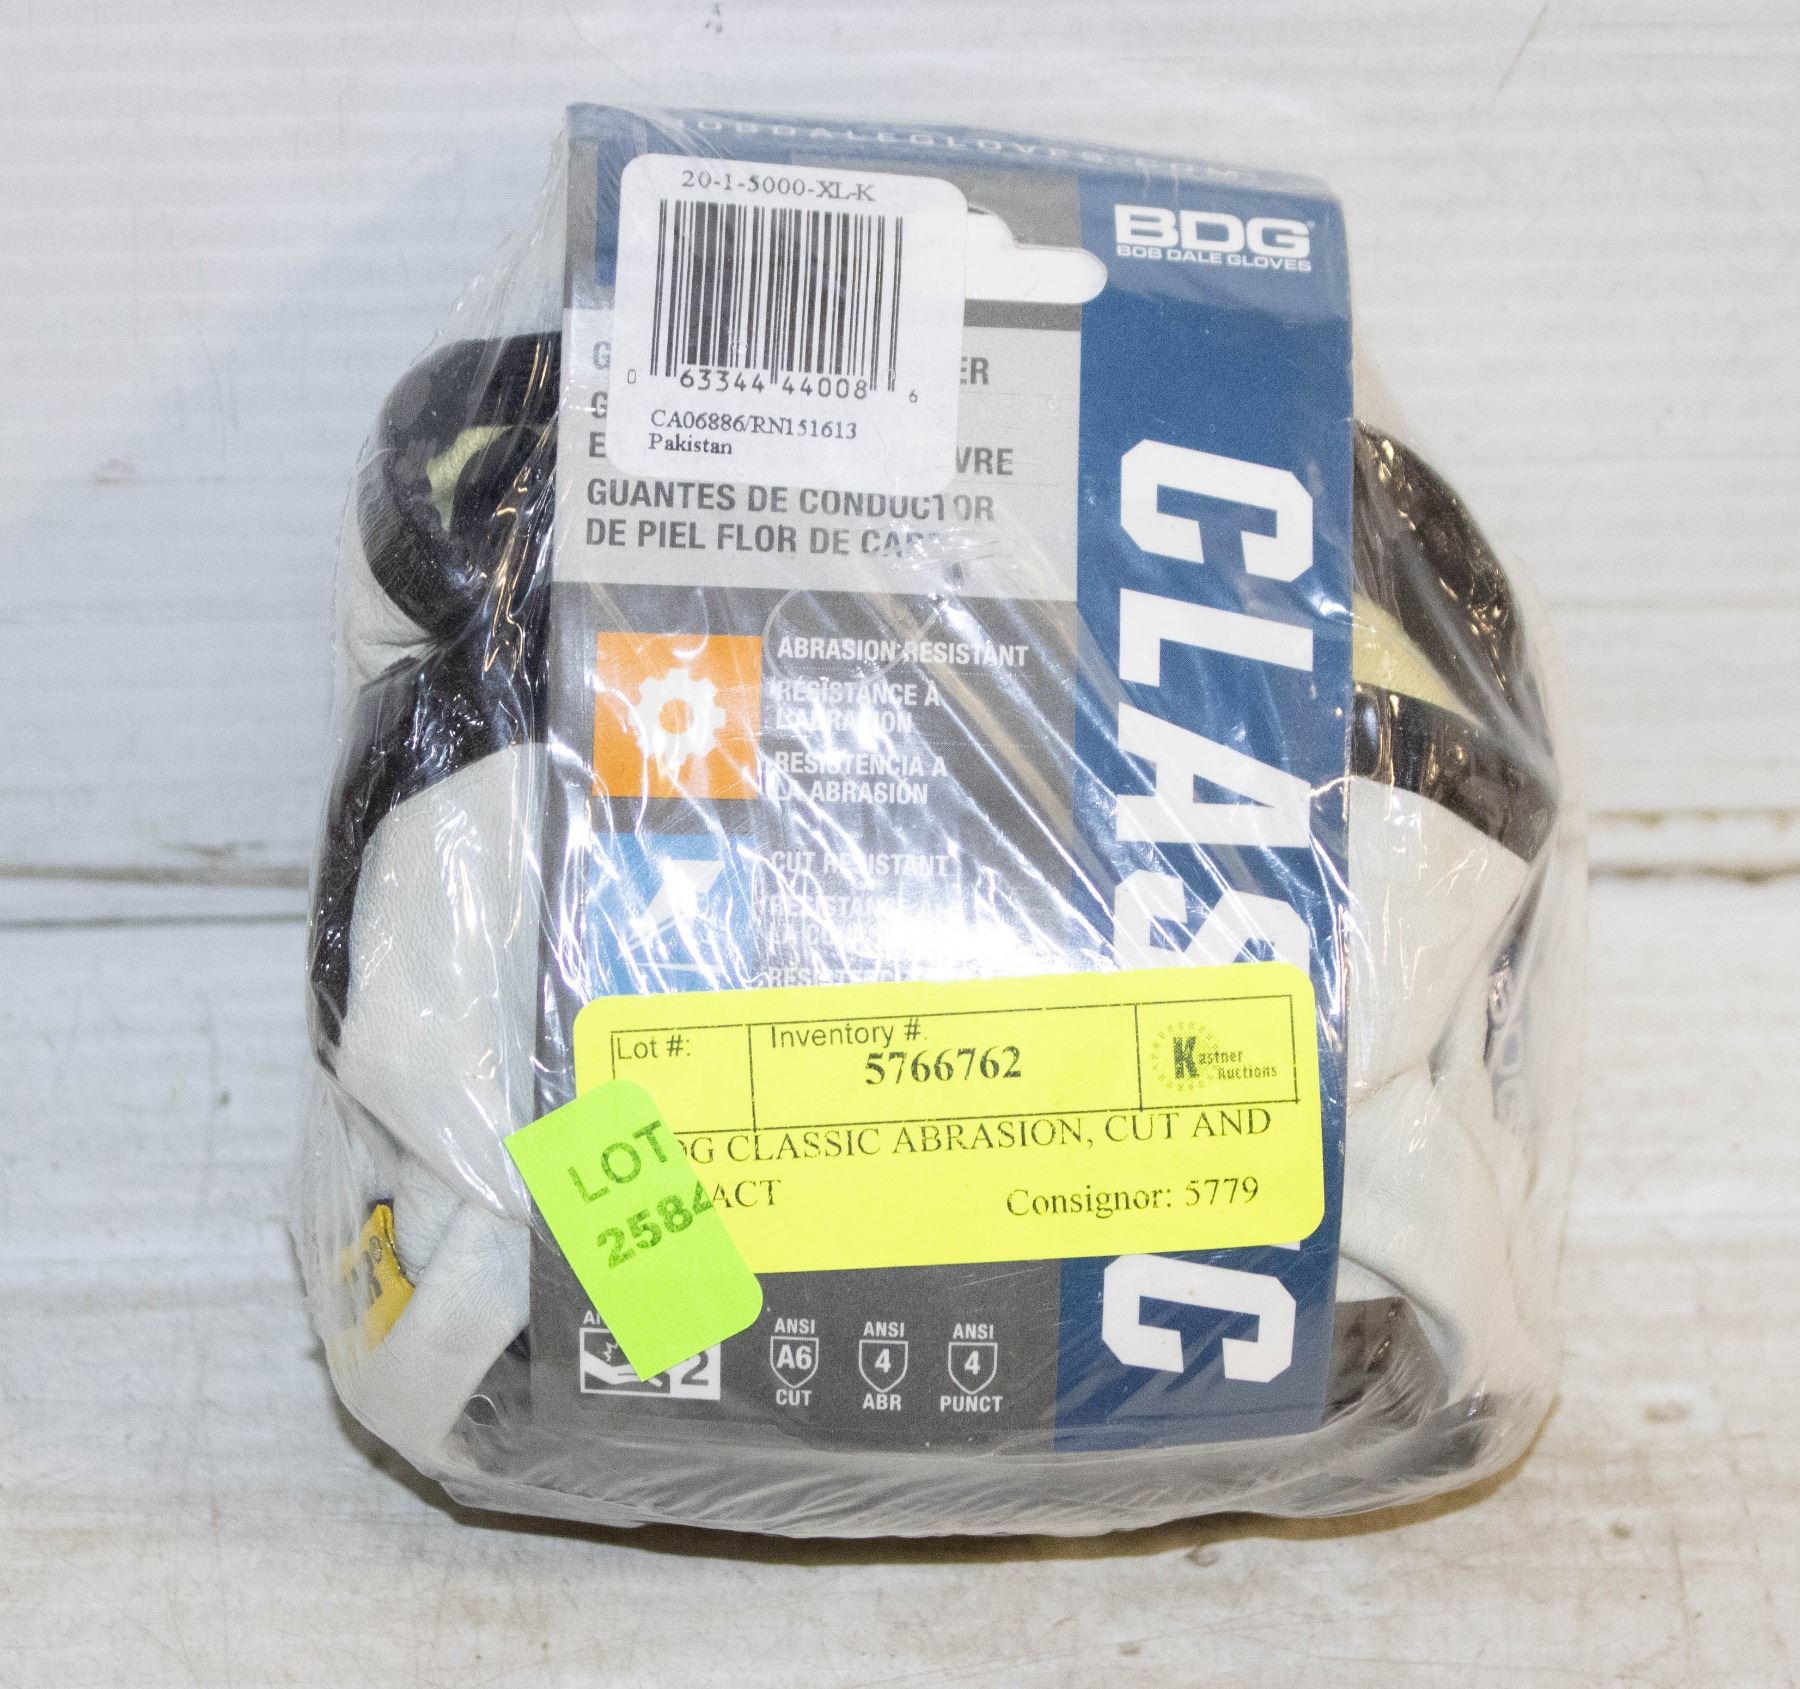 BOBDALEGLOVES.COM
20-1-5000-XL-K
0 63344 44008 6
CA06886/RN151613
Pakistan
BDG
BOB DALE GLOVES
GUANTES DE CONDUCTOR
DE PIEL FLOR DE
ABRASION RESISTANT
RÉSISTANCE À
L'ABRASION
RESISTENCIA A
LA ABRASIÓN
CUT RESISTANT
CLASSIC
Lot #:
Inventory #:
5766762
Kastner
Auctions
CLASSIC ABRASION, CUT AND
Consignor: 5779
LOT
2584
2
ANSI
A6
CUT
ANSI
4
ABR
ANSI
4
PUNCT